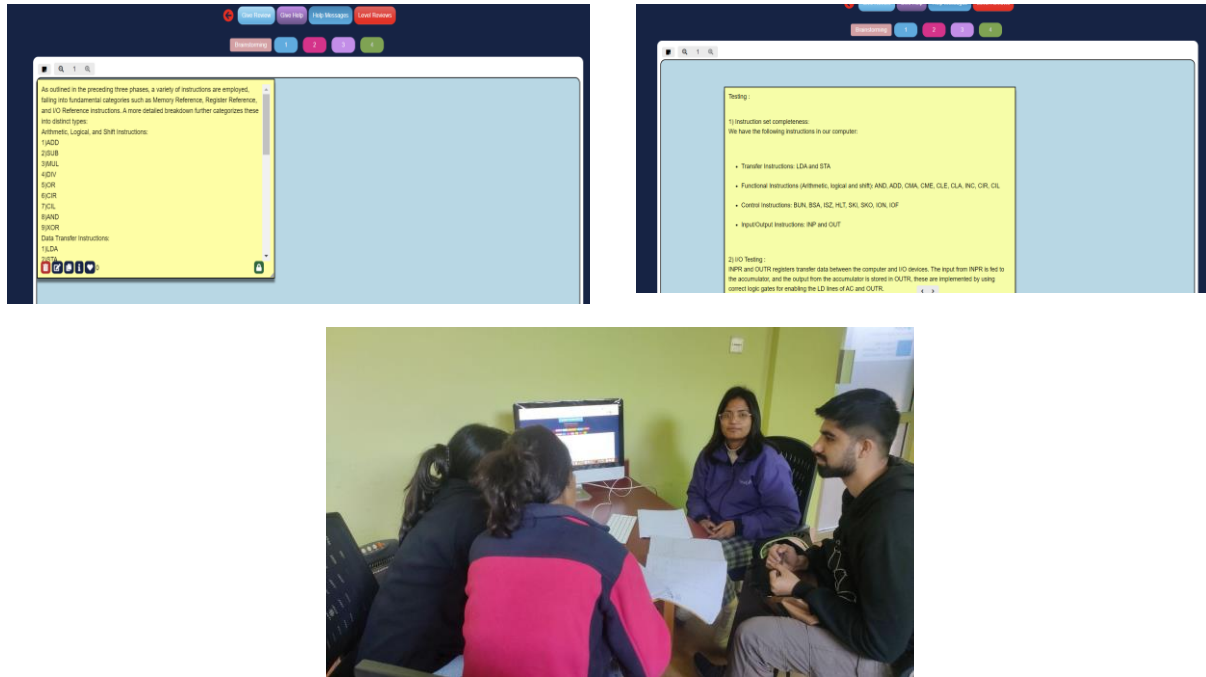 Give Review Give Help Help Messages Level Reviews
Brainstorming 1 2 3 4
1
As outlined in the preceding three phases, a variety of instructions are employed,
falling into fundamental categories such as Memory Reference, Register Reference,
and I/O Reference instructions. A more detailed breakdown further categorizes these
into distinct types:
Arithmetic, Logical, and Shift Instructions:
1)ADD
2)SUB
3)MUL
4)DIV
5)OR
6)CIR
7)CIL
8)AND
9)XOR
Data Transfer Instructions:
1)LDA
2)STA
0
Brainstorming 1 2 3 4
1
Testing :
1) Instruction set completeness:
We have the following instructions in our computer:
• Transfer Instructions: LDA and STA
• Functional Instructions (Arithmetic, logical and shift): AND, ADD, CMA, CME, CLE, CLA, INC, CIR, CIL
• Control Instructions: BUN, BSA, ISZ, HLT, SKI, SKO, ION, IOF
• Input/Output Instructions: INP and OUT
2) I/O Testing :
INPR and OUTR registers transfer data between the computer and I/O devices. The input from INPR is fed to
the accumulator, and the output from the accumulator is stored in OUTR, these are implemented by using
correct logic gates for enabling the LD lines of AC and OUTR.